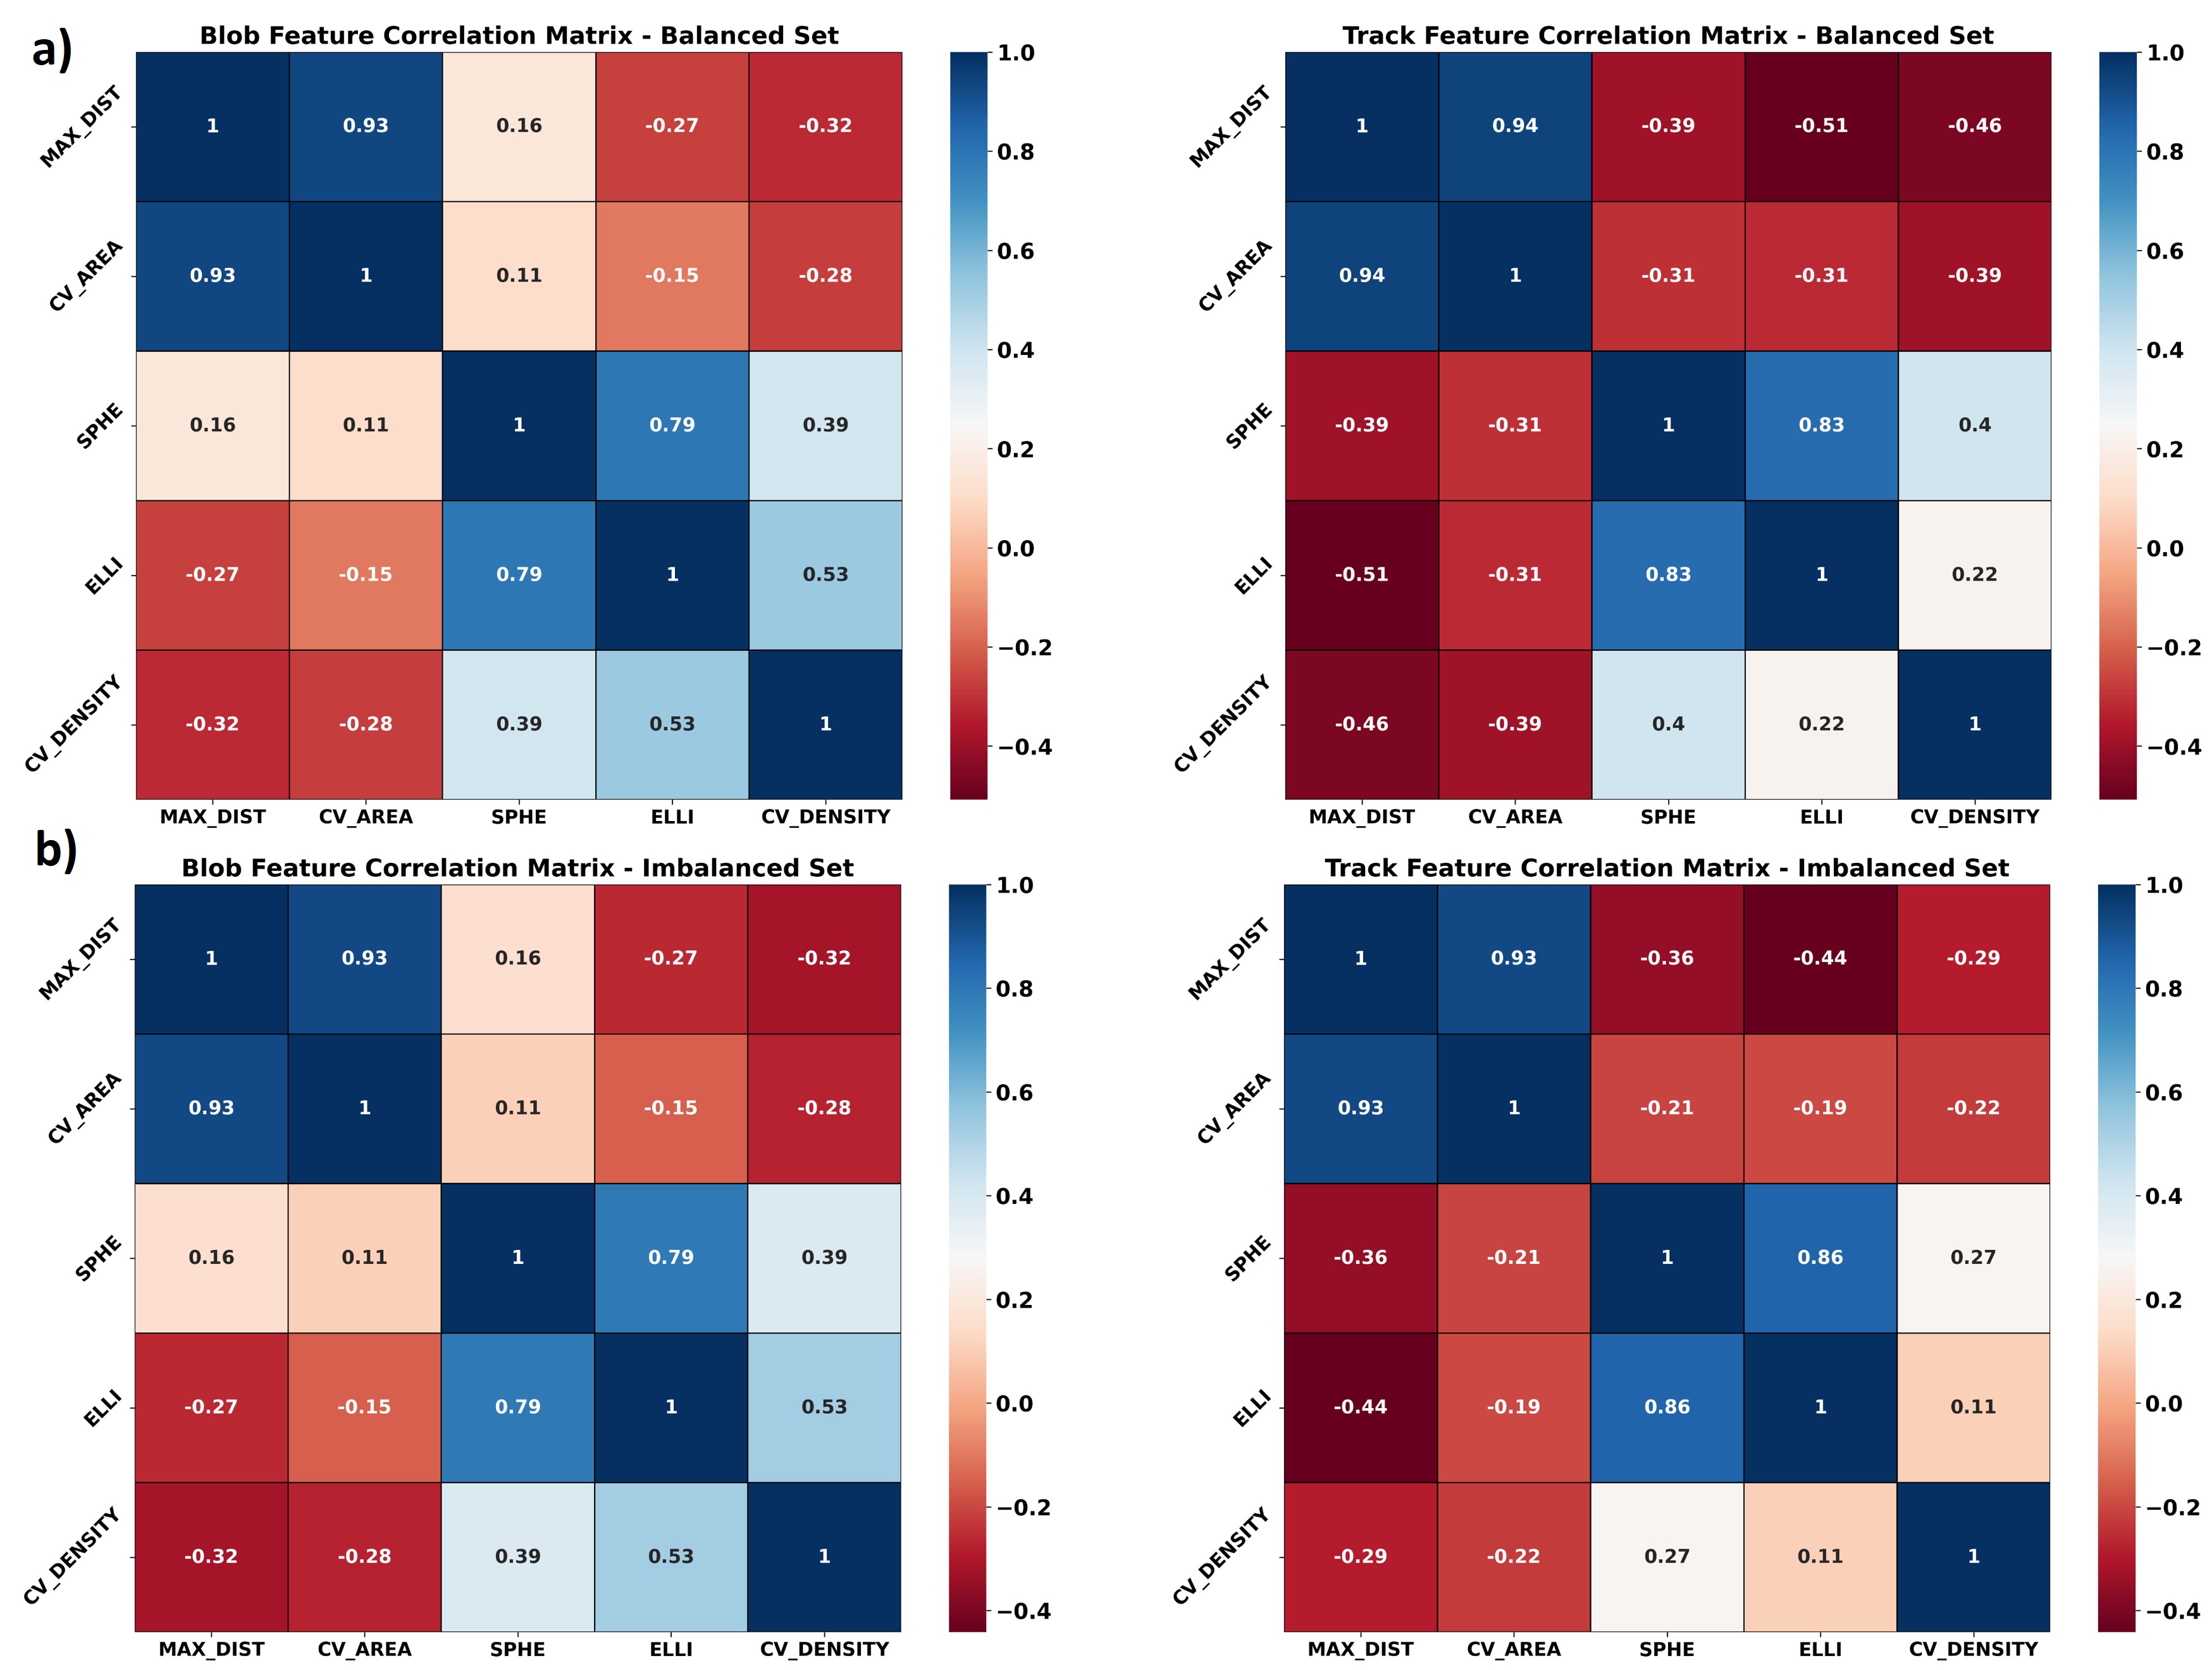 a)
Blob Feature Correlation Matrix - Balanced Set
MAX_DIST 1 0.93 0.16 -0.27 -0.32
CV_AREA 0.93 1 0.11 -0.15 -0.28
SPHE 0.16 0.11 1 0.79 0.39
ELLI -0.27 -0.15 0.79 1 0.53
CV_DENSITY -0.32 -0.28 0.39 0.53 1
MAX_DIST CV_AREA SPHE ELLI CV_DENSITY
1.0
0.8
0.6
0.4
0.2
0.0
−0.2
−0.4
Track Feature Correlation Matrix - Balanced Set
MAX_DIST 1 0.94 -0.39 -0.51 -0.46
CV_AREA 0.94 1 -0.31 -0.31 -0.39
SPHE -0.39 -0.31 1 0.83 0.4
ELLI -0.51 -0.31 0.83 1 0.22
CV_DENSITY -0.46 -0.39 0.4 0.22 1
MAX_DIST CV_AREA SPHE ELLI CV_DENSITY
1.0
0.8
0.6
0.4
0.2
0.0
−0.2
−0.4
b)
Blob Feature Correlation Matrix - Imbalanced Set
MAX_DIST 1 0.93 0.16 -0.27 -0.32
CV_AREA 0.93 1 0.11 -0.15 -0.28
SPHE 0.16 0.11 1 0.79 0.39
ELLI -0.27 -0.15 0.79 1 0.53
CV_DENSITY -0.32 -0.28 0.39 0.53 1
MAX_DIST CV_AREA SPHE ELLI CV_DENSITY
1.0
0.8
0.6
0.4
0.2
0.0
−0.2
−0.4
Track Feature Correlation Matrix - Imbalanced Set
MAX_DIST 1 0.93 -0.36 -0.44 -0.29
CV_AREA 0.93 1 -0.21 -0.19 -0.22
SPHE -0.36 -0.21 1 0.86 0.27
ELLI -0.44 -0.19 0.86 1 0.11
CV_DENSITY -0.29 -0.22 0.27 0.11 1
MAX_DIST CV_AREA SPHE ELLI CV_DENSITY
1.0
0.8
0.6
0.4
0.2
0.0
−0.2
−0.4